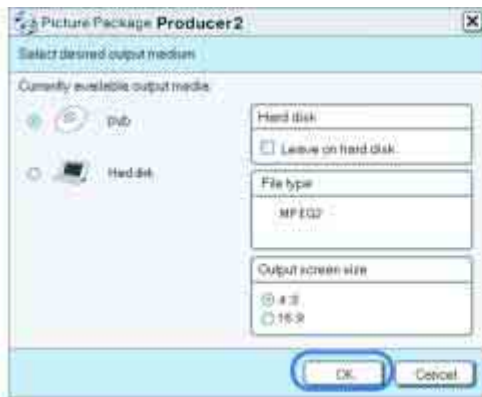 Picture Package Producer2
Select desired output medium
Currently available output media:
DVD
Hard disk
Hard disk
Leave on hard disk
File type
MPEG2
Output screen size
4:3
16:9
OK
Cancel